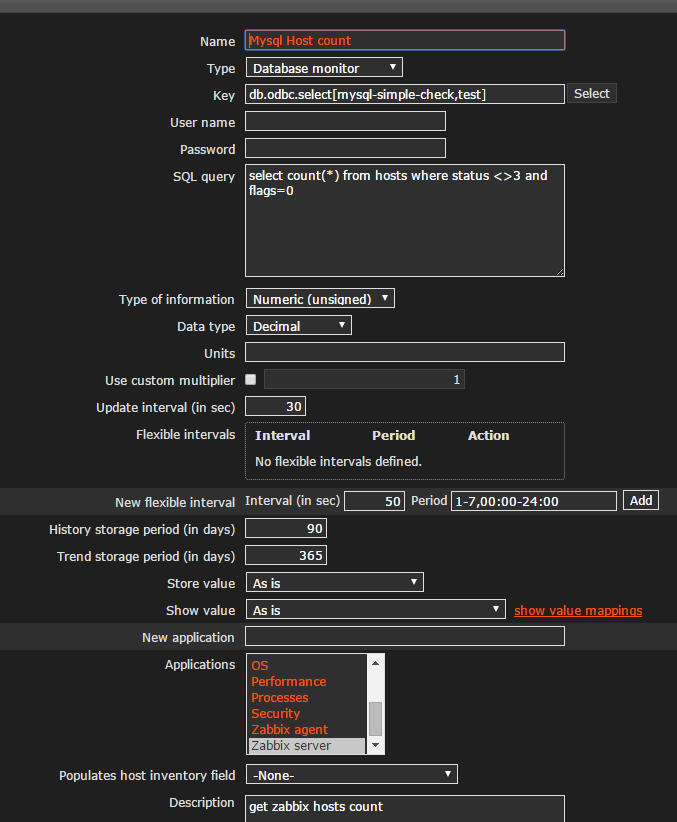 Name Mysql Host count
Type Database monitor
Key db.odbc.select[mysql-simple-check,test] Select
User name
Password
SQL query select count(*) from hosts where status <>3 and
flags=0
Type of information Numeric (unsigned)
Data type Decimal
Units
Use custom multiplier 1
Update interval (in sec) 30
Flexible intervals Interval Period Action
No flexible intervals defined.
New flexible interval Interval (in sec) 50 Period 1-7,00:00-24:00 Add
History storage period (in days) 90
Trend storage period (in days) 365
Store value As is
Show value As is show value mappings
New application
Applications OS
Performance
Processes
Security
Zabbix agent
Zabbix server
Populates host inventory field -None-
Description get zabbix hosts count